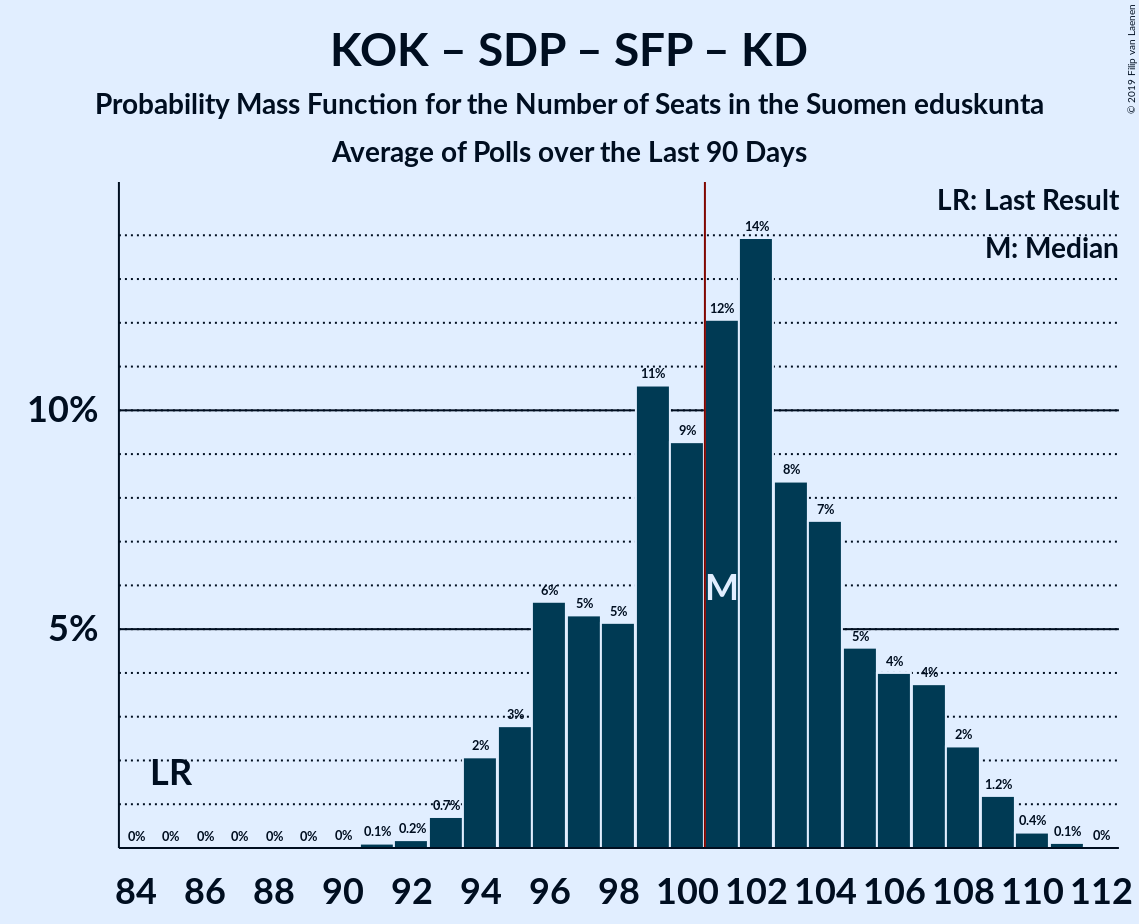 KOK – SDP – SFP – KD
Probability Mass Function for the Number of Seats in the Suomen eduskunta
Average of Polls over the Last 90 Days
© 2019 Filip van Laenen
LR: Last Result
M: Median
10%
5%
LR
M
0% 0% 0% 0% 0% 0% 0% 0.1% 0.2% 0.7% 2% 3% 6% 5% 5% 11% 9% 12% 14% 8% 7% 5% 4% 4% 2% 1.2% 0.4% 0.1% 0%
84 86 88 90 92 94 96 98 100 102 104 106 108 110 112